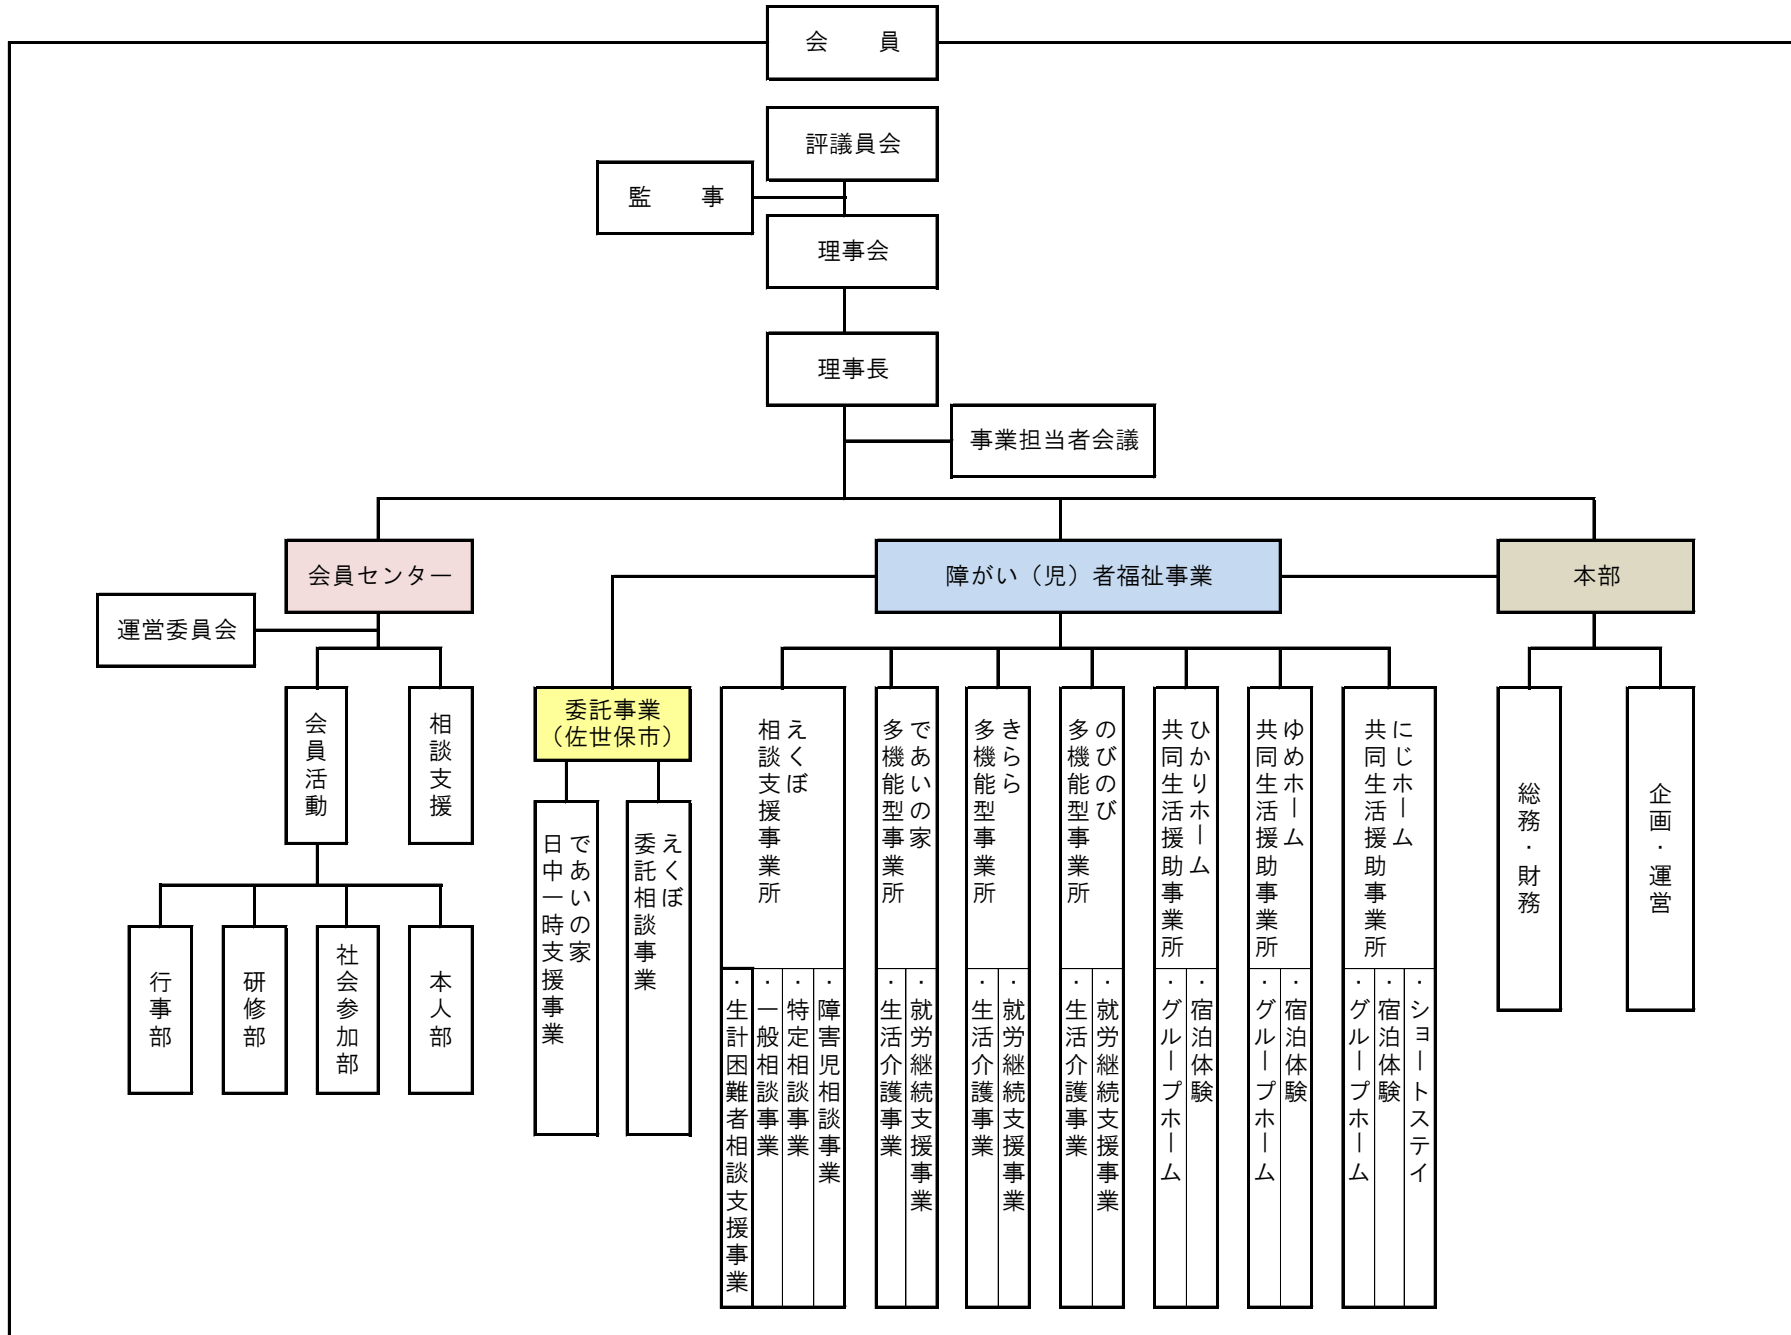 会　員
評議員会
監　事
理事会
理事長
事業担当者会議
会員センター
障がい（児）者福祉事業
本部
運営委員会
会員活動
相談支援
行事部
研修部
社会参加部
本人部
委託事業
（佐世保市）
であいの家
日中一時支援事業
えくぼ
委託相談事業
えくぼ
相談支援事業所
・障害児相談事業
・特定相談事業
・一般相談事業
・生計困難者相談支援事業
であいの家
多機能型事業所
・就労継続支援事業
・生活介護事業
きらら
多機能型事業所
・就労継続支援事業
・生活介護事業
のびのび
多機能型事業所
・就労継続支援事業
・生活介護事業
ひかりホーム
共同生活援助事業所
・宿泊体験
・グループホーム
ゆめホーム
共同生活援助事業所
・宿泊体験
・グループホーム
にじホーム
共同生活援助事業所
・ショートステイ
・宿泊体験
・グループホーム
総務・財務
企画・運営